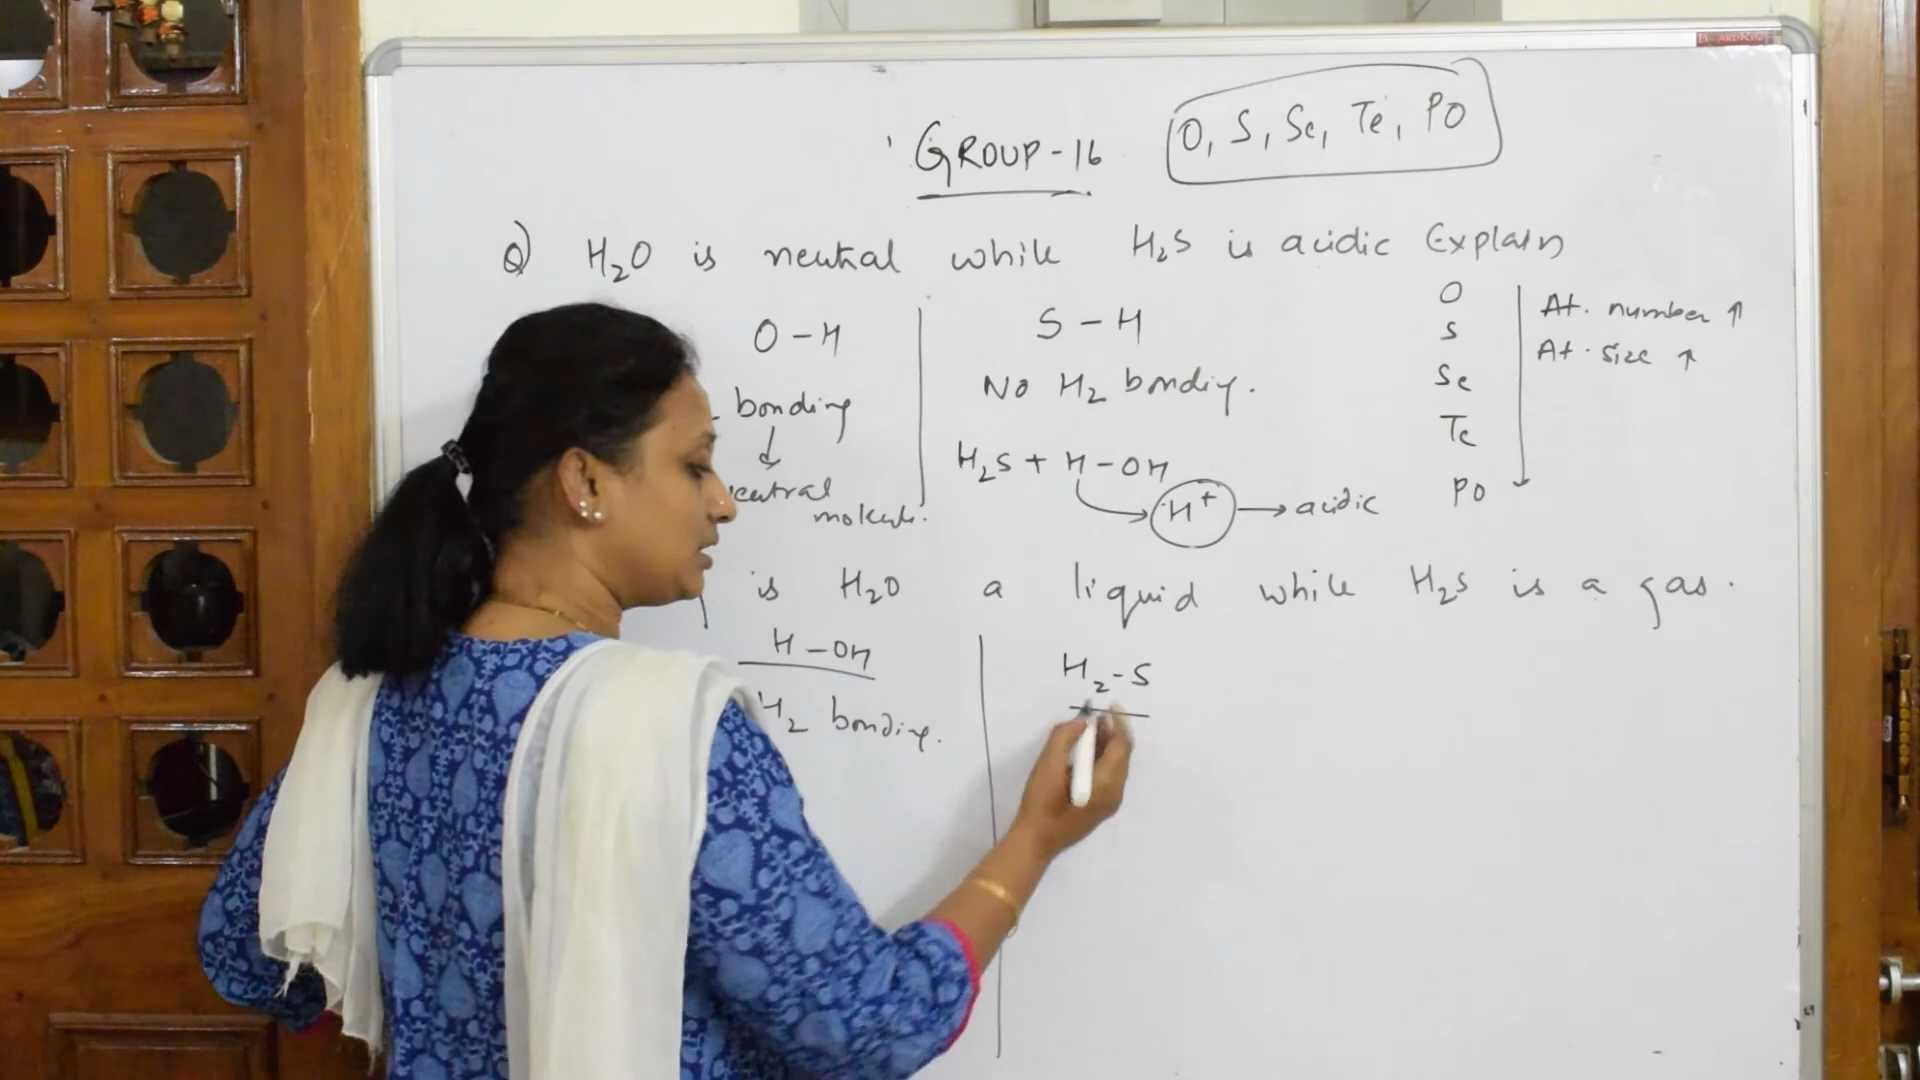 GROUP-16 O, S, Se, Te, PO
Q) H₂O is neutral while H₂S is acidic Explain
O-H
bonding
↓
molecule.
S-H
No H₂ bonding.
H₂S + H-OH
H⁺ → acidic
O
S
Se
Te
PO
At. number ↑
At. size ↑
is H₂O a liquid while H₂S is a gas.
H-OH
H₂ bonding.
H₂-S